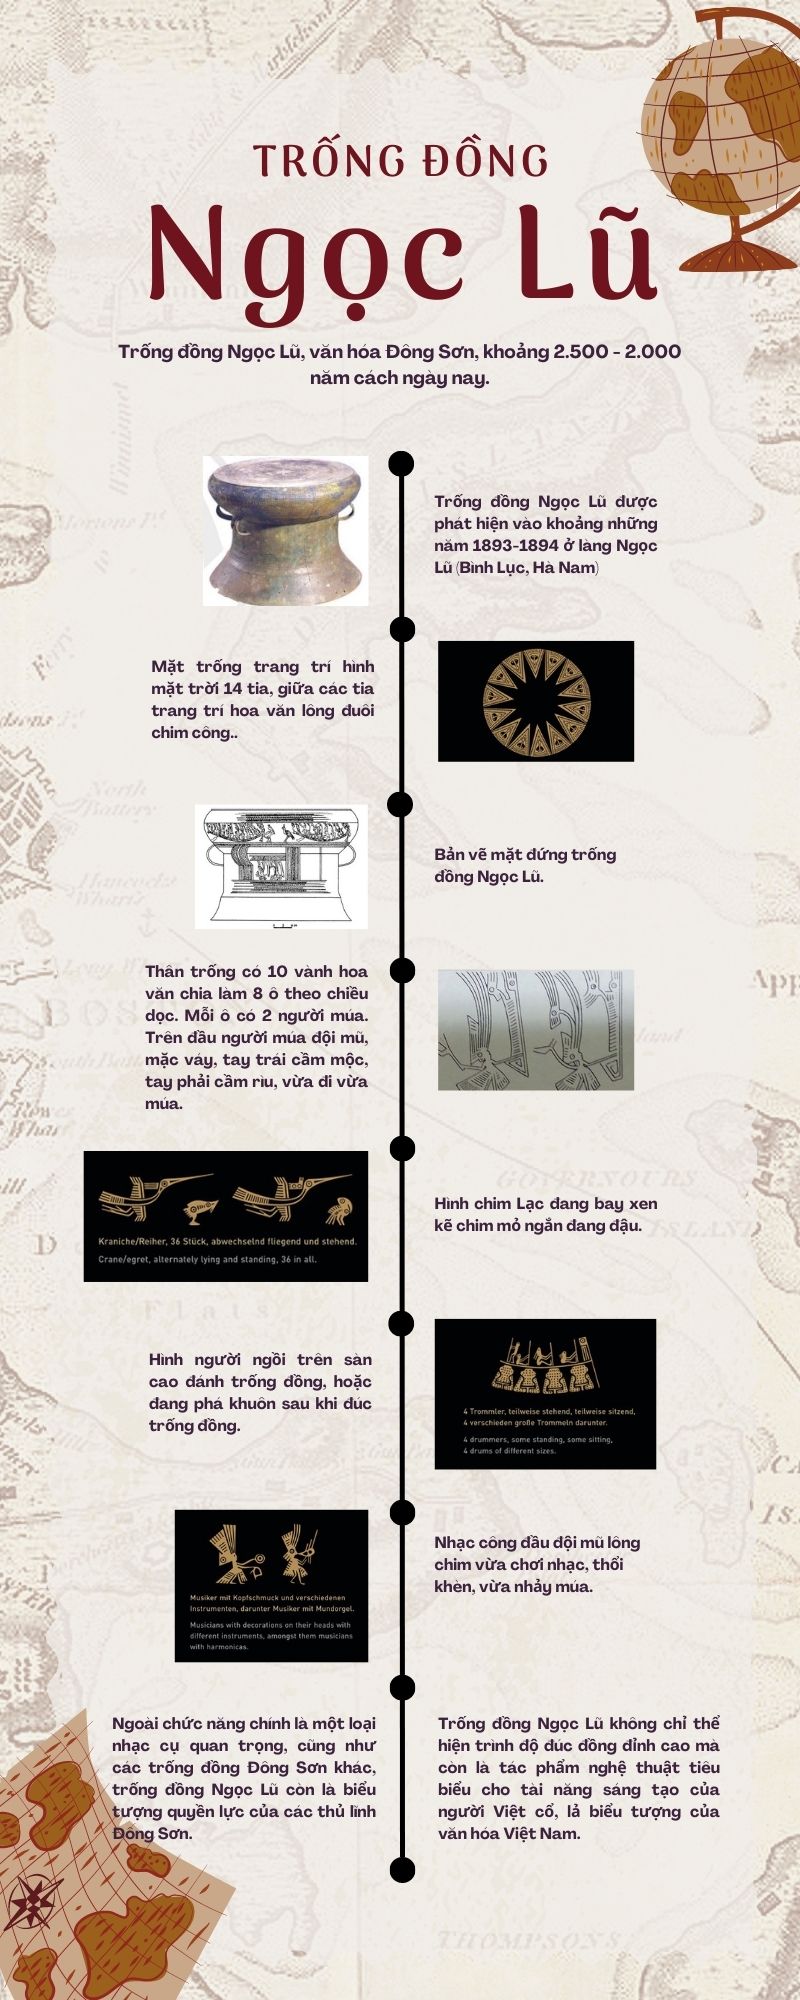 TRỐNG ĐỒNG
Ngọc Lũ
Trống đồng Ngọc Lũ, văn hóa Đông Sơn, khoảng 2.500 - 2.000
năm cách ngày nay.
Trống đồng Ngọc Lũ được
phát hiện vào khoảng những
năm 1893-1894 ở làng Ngọc
Lũ (Bình Lục, Hà Nam)
Mặt trống trang trí hình
mặt trời 14 tia, giữa các tia
trang trí hoa văn lông đuôi
chim công..
Bản vẽ mặt đứng trống
đồng Ngọc Lũ.
Thân trống có 10 vành hoa
văn chia làm 8 ô theo chiều
dọc. Mỗi ô có 2 người múa.
Trên đầu người múa đội mũ,
mặc váy, tay trái cầm mộc,
tay phải cầm rìu, vừa đi vừa
múa.
Kraniche/Reiher, 36 Stück, abwechselnd fliegend und stehend.
Crane/egret, alternately lying and standing, 36 in all.
Hình chim Lạc đang bay xen
kẽ chim mỏ ngắn đang đậu.
Hình người ngồi trên sàn
cao đánh trống đồng, hoặc
đang phá khuôn sau khi đúc
trống đồng.
4 Trommler, teilweise stehend, teilweise sitzend,
4 verschieden große Trommeln darunter.
4 drummers, some standing, some sitting,
4 drums of different sizes.
Musiker mit Kopfschmuck und verschiedenen
Instrumenten, darunter Musiker mit Mundorgel.
Musicians with decorations on their heads with
different instruments, amongst them musicians
with harmonicas.
Nhạc công đầu đội mũ lông
chim vừa chơi nhạc, thổi
khèn, vừa nhảy múa.
Ngoài chức năng chính là một loại
nhạc cụ quan trọng, cũng như
các trống đồng Đông Sơn khác,
trống đồng Ngọc Lũ còn là biểu
tượng quyền lực của các thủ lĩnh
Đông Sơn.
Trống đồng Ngọc Lũ không chỉ thể
hiện trình độ đúc đồng đỉnh cao mà
còn là tác phẩm nghệ thuật tiêu
biểu cho tài năng sáng tạo của
người Việt cổ, lả biểu tượng của
văn hóa Việt Nam.
GOVERNOURS
ISLAND
THOMPSONS
North
Battery
Flats